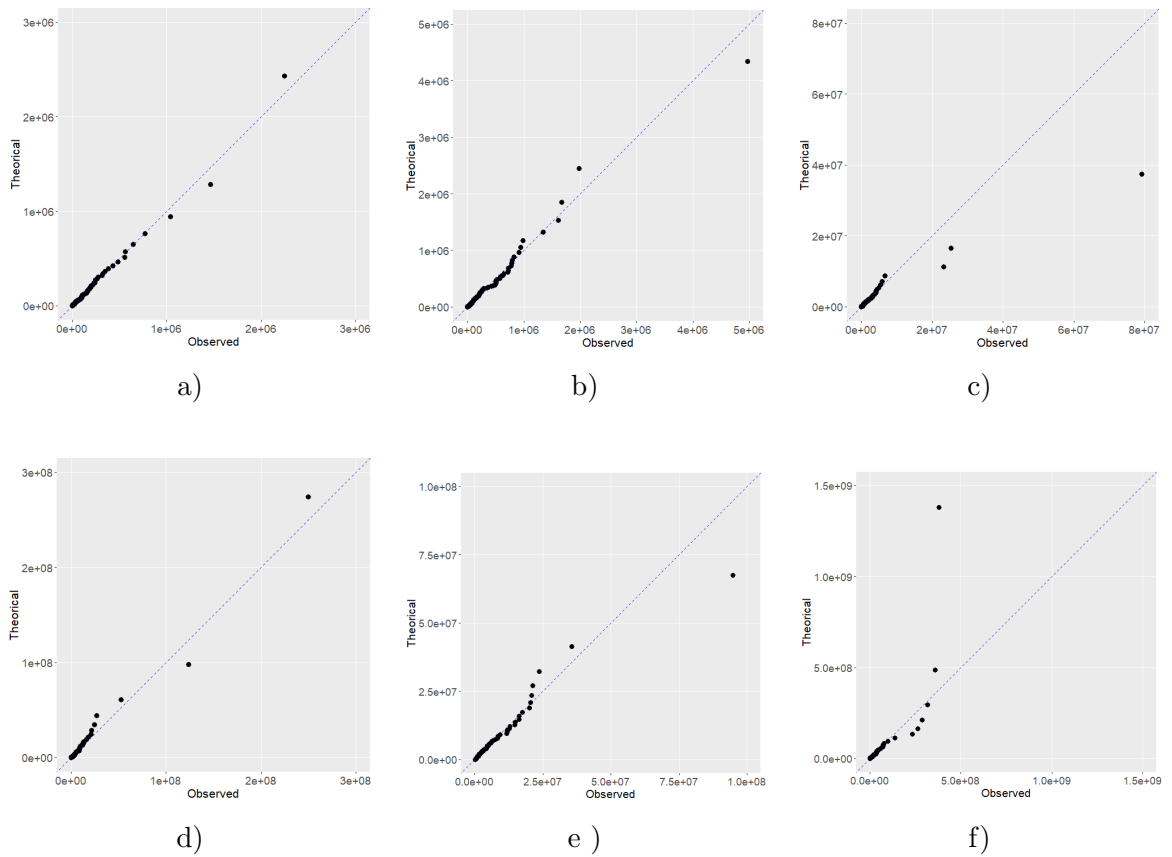 3e+06
2e+06
1e+06
0e+00
Theorical
0e+00 1e+06 2e+06 3e+06
Observed
a)
5e+06
4e+06
3e+06
2e+06
1e+06
0e+00
Theorical
0e+00 1e+06 2e+06 3e+06 4e+06 5e+06
Observed
b)
8e+07
6e+07
4e+07
2e+07
0e+00
Theorical
0e+00 2e+07 4e+07 6e+07 8e+07
Observed
c)
3e+08
2e+08
1e+08
0e+00
Theorical
0e+00 1e+08 2e+08 3e+08
Observed
d)
1.0e+08
7.5e+07
5.0e+07
2.5e+07
0.0e+00
Theorical
0.0e+00 2.5e+07 5.0e+07 7.5e+07 1.0e+08
Observed
e )
1.5e+09
1.0e+09
5.0e+08
0.0e+00
Theorical
0.0e+00 5.0e+08 1.0e+09 1.5e+09
Observed
f)